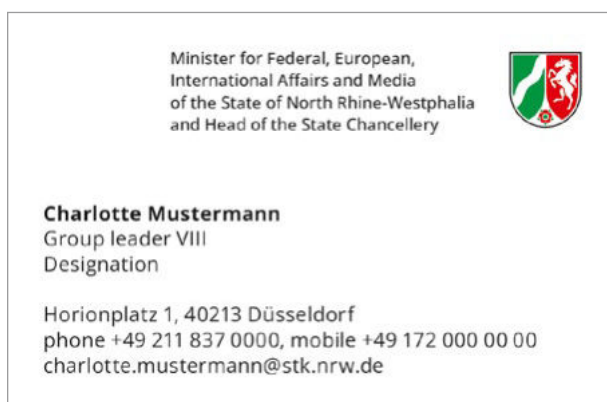 Minister for Federal, European,
International Affairs and Media
of the State of North Rhine-Westphalia
and Head of the State Chancellery
Charlotte Mustermann
Group leader VIII
Designation
Horionplatz 1, 40213 Düsseldorf
phone +49 211 837 0000, mobile +49 172 000 00 00
charlotte.mustermann@stk.nrw.de